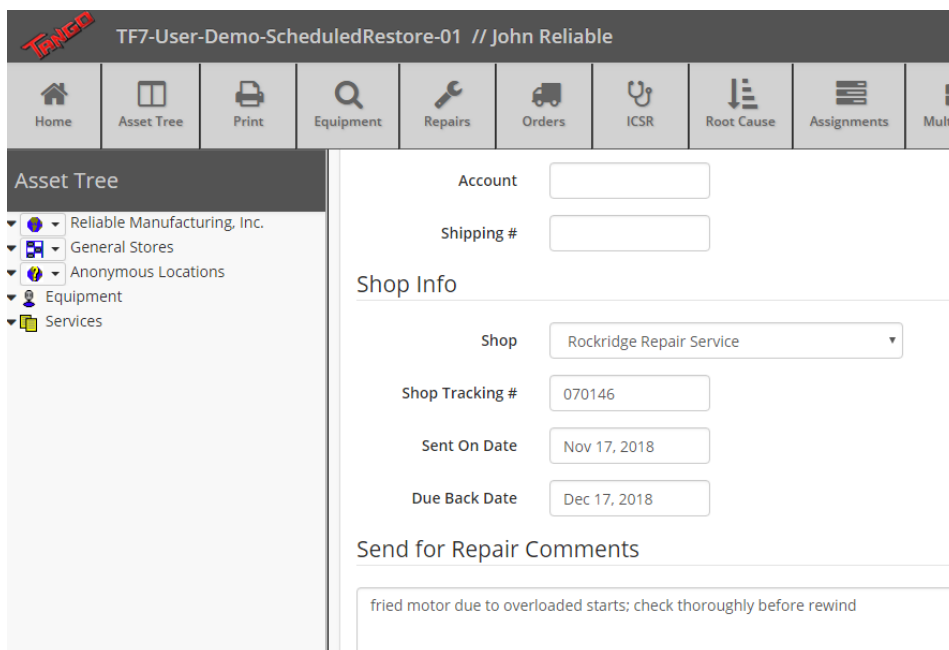 TANGO
TF7-User-Demo-ScheduledRestore-01 // John Reliable
Home
Asset Tree
Print
Equipment
Repairs
Orders
ICSR
Root Cause
Assignments
Asset Tree
Reliable Manufacturing, Inc.
General Stores
Anonymous Locations
Equipment
Services
Account
Shipping #
Shop Info
Shop Rockridge Repair Service
Shop Tracking # 070146
Sent On Date Nov 17, 2018
Due Back Date Dec 17, 2018
Send for Repair Comments
fried motor due to overloaded starts; check thoroughly before rewind